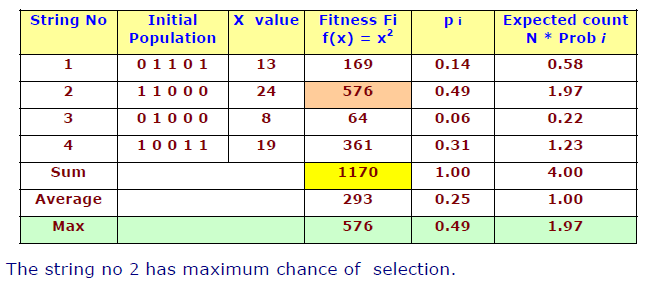 String No Initial Population X value Fitness Fi f(x) = x² p i Expected count N * Prob i
1 0 1 1 0 1 13 169 0.14 0.58
2 1 1 0 0 0 24 576 0.49 1.97
3 0 1 0 0 0 8 64 0.06 0.22
4 1 0 0 1 1 19 361 0.31 1.23
Sum 1170 1.00 4.00
Average 293 0.25 1.00
Max 576 0.49 1.97
The string no 2 has maximum chance of selection.